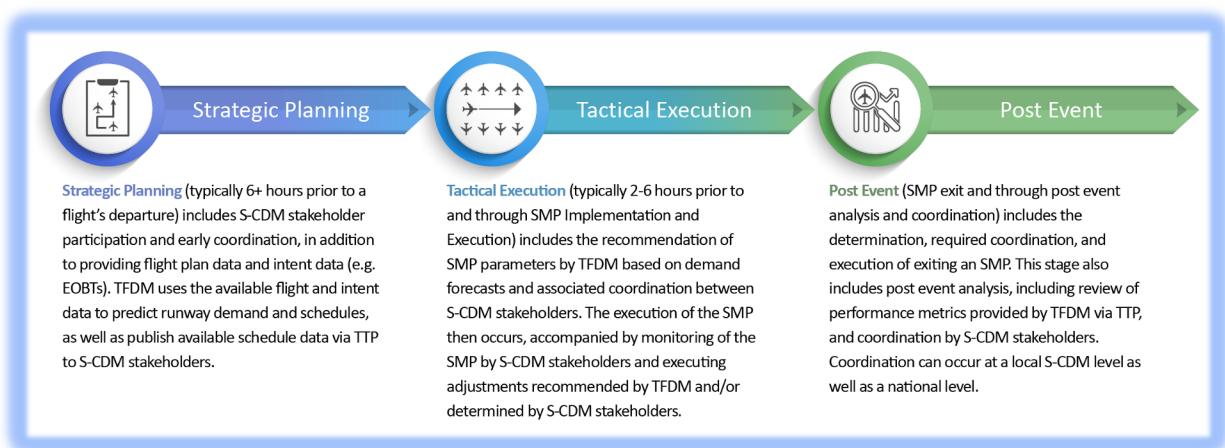 Strategic Planning
Tactical Execution
Post Event
Strategic Planning (typically 6+ hours prior to a
flight's departure) includes S-CDM stakeholder
participation and early coordination, in addition
to providing flight plan data and intent data (e.g.
EOBTs). TFDM uses the available flight and intent
data to predict runway demand and schedules,
as well as publish available schedule data via TTP
to S-CDM stakeholders.
Tactical Execution (typically 2-6 hours prior to
and through SMP Implementation and
Execution) includes the recommendation of
SMP parameters by TFDM based on demand
forecasts and associated coordination between
S-CDM stakeholders. The execution of the SMP
then occurs, accompanied by monitoring of the
SMP by S-CDM stakeholders and executing
adjustments recommended by TFDM and/or
determined by S-CDM stakeholders.
Post Event (SMP exit and through post event
analysis and coordination) includes the
determination, required coordination, and
execution of exiting an SMP. This stage also
includes post event analysis, including review of
performance metrics provided by TFDM via TTP,
and coordination by S-CDM stakeholders.
Coordination can occur at a local S-CDM level as
well as a national level.